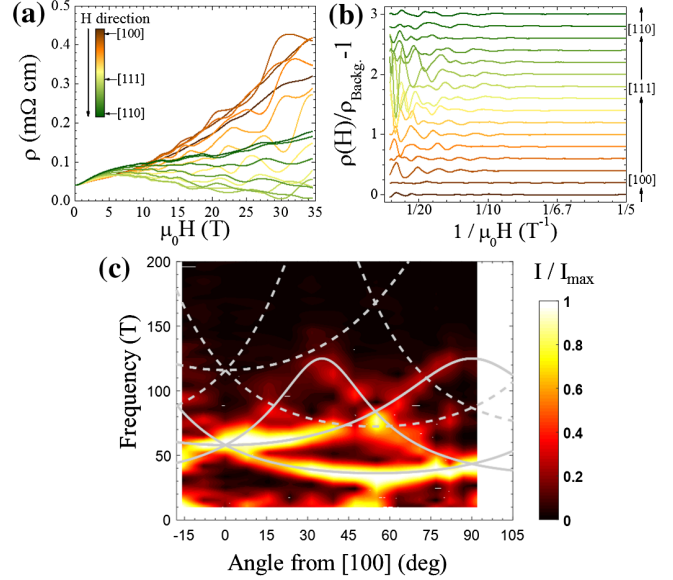 (a)
H direction
[100]
[111]
[110]
ρ (mΩ cm)
0.5
0.4
0.3
0.2
0.1
0.0
0 5 10 15 20 25 30 35
μ0H (T)
(b)
ρ(H)/ρBackg.-1
3
2
1
0
[110]
[111]
[100]
1/20 1/10 1/6.7 1/5
1 / μ0H (T-1)
(c)
Frequency (T)
200
150
100
50
0
-15 0 15 30 45 60 75 90 105
Angle from [100] (deg)
I / Imax
1
0.8
0.6
0.4
0.2
0